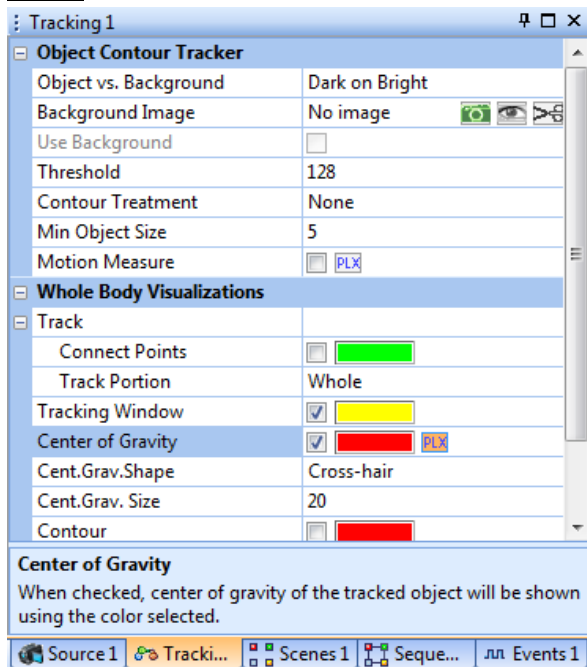 Tracking 1
Object Contour Tracker
Object vs. Background Dark on Bright
Background Image No image
Use Background
Threshold 128
Contour Treatment None
Min Object Size 5
Motion Measure PLX
Whole Body Visualizations
Track
Connect Points
Track Portion Whole
Tracking Window
Center of Gravity PLX
Cent.Grav.Shape Cross-hair
Cent.Grav. Size 20
Contour
Center of Gravity
When checked, center of gravity of the tracked object will be shown
using the color selected.
Source 1 Tracki... Scenes 1 Seque... Events 1